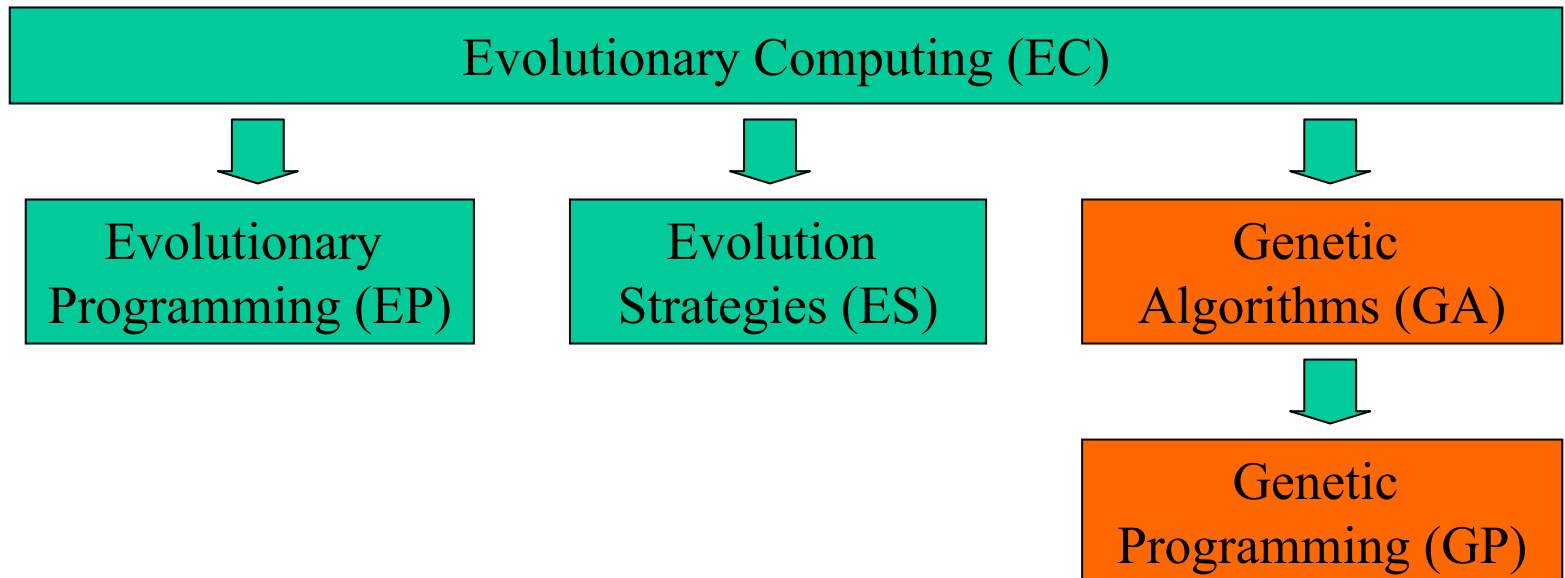 Evolutionary Computing (EC)
Evolutionary
Programming (EP)
Evolution
Strategies (ES)
Genetic
Algorithms (GA)
Genetic
Programming (GP)